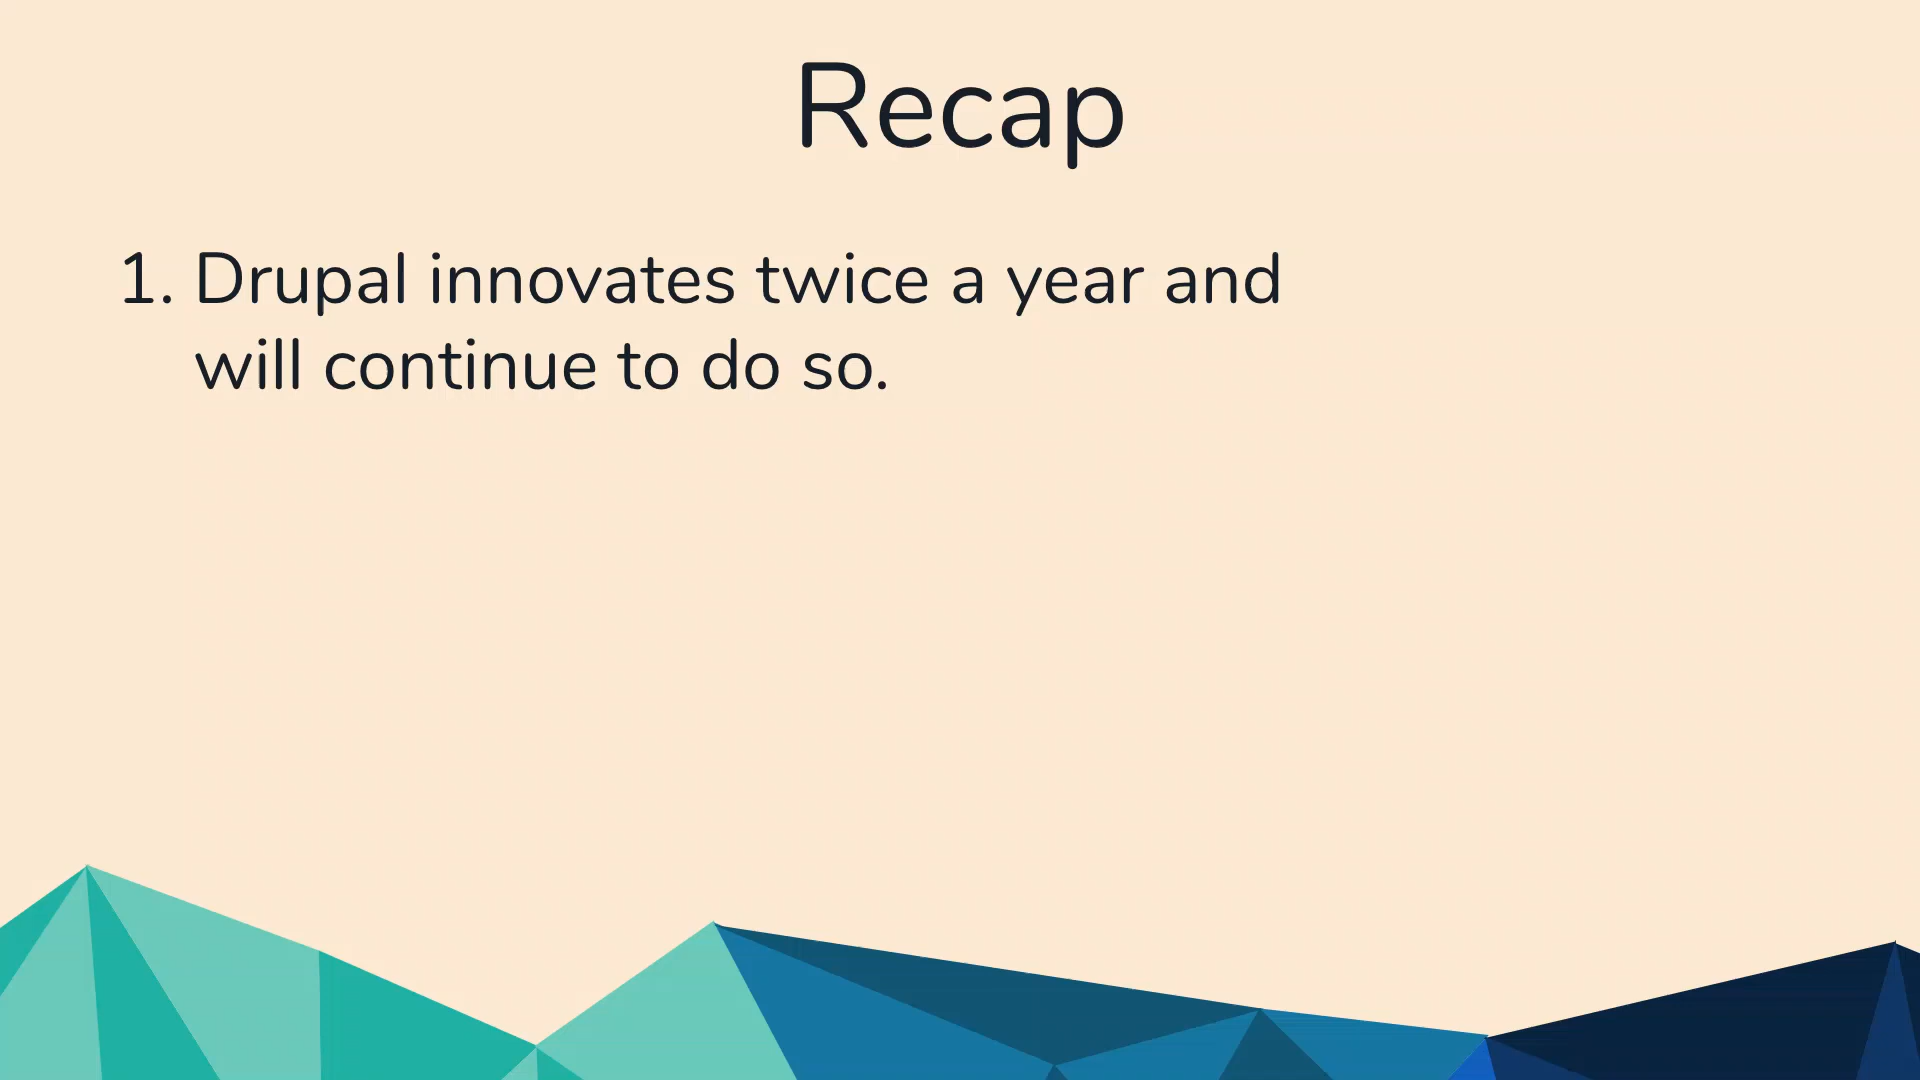 Recap
1. Drupal innovates twice a year and
will continue to do so.